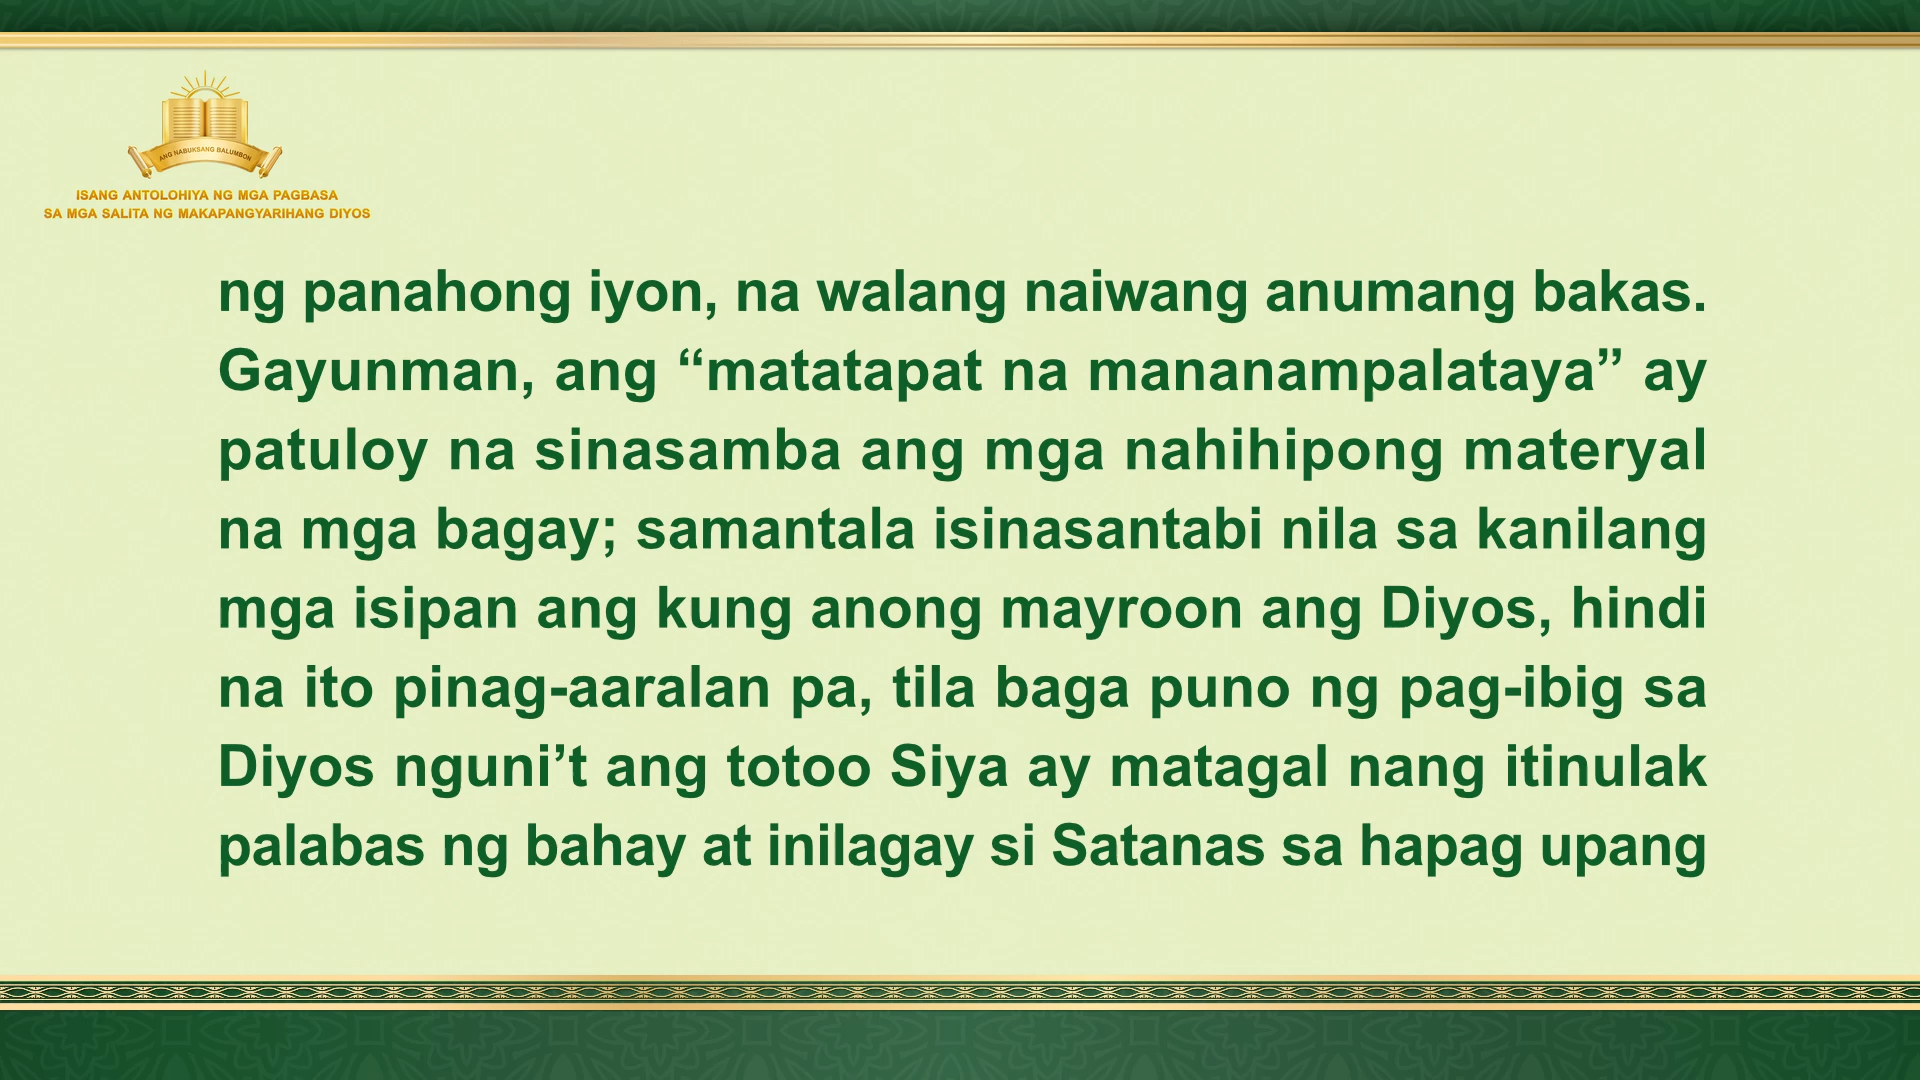 ANG NABUKSANG BALUMBON
ISANG ANTOLOHIYA NG MGA PAGBASA
SA MGA SALITA NG MAKAPANGYARIHANG DIYOS
ng panahong iyon, na walang naiwang anumang bakas.
Gayunman, ang “matatapat na mananampalataya” ay
patuloy na sinasamba ang mga nahihipong materyal
na mga bagay; samantala isinasantabi nila sa kanilang
mga isipan ang kung anong mayroon ang Diyos, hindi
na ito pinag-aaralan pa, tila baga puno ng pag-ibig sa
Diyos nguni’t ang totoo Siya ay matagal nang itinulak
palabas ng bahay at inilagay si Satanas sa hapag upang